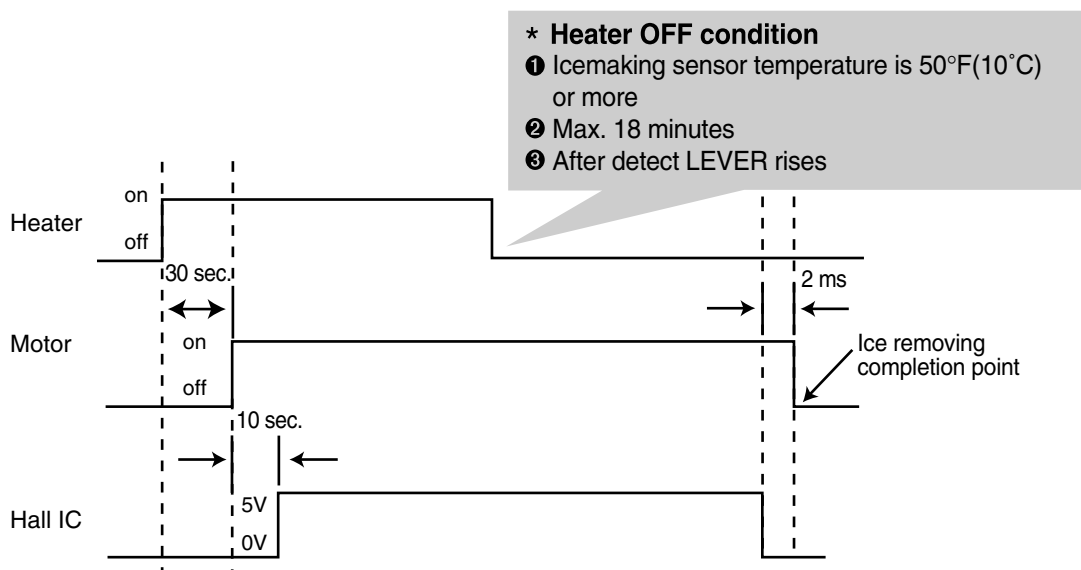 * Heater OFF condition
❶ Icemaking sensor temperature is 50°F(10˚C)
or more
❷ Max. 18 minutes
❸ After detect LEVER rises
Heater
on
off
30 sec.
2 ms
Motor
on
off
Ice removing
completion point
10 sec.
Hall IC
5V
0V